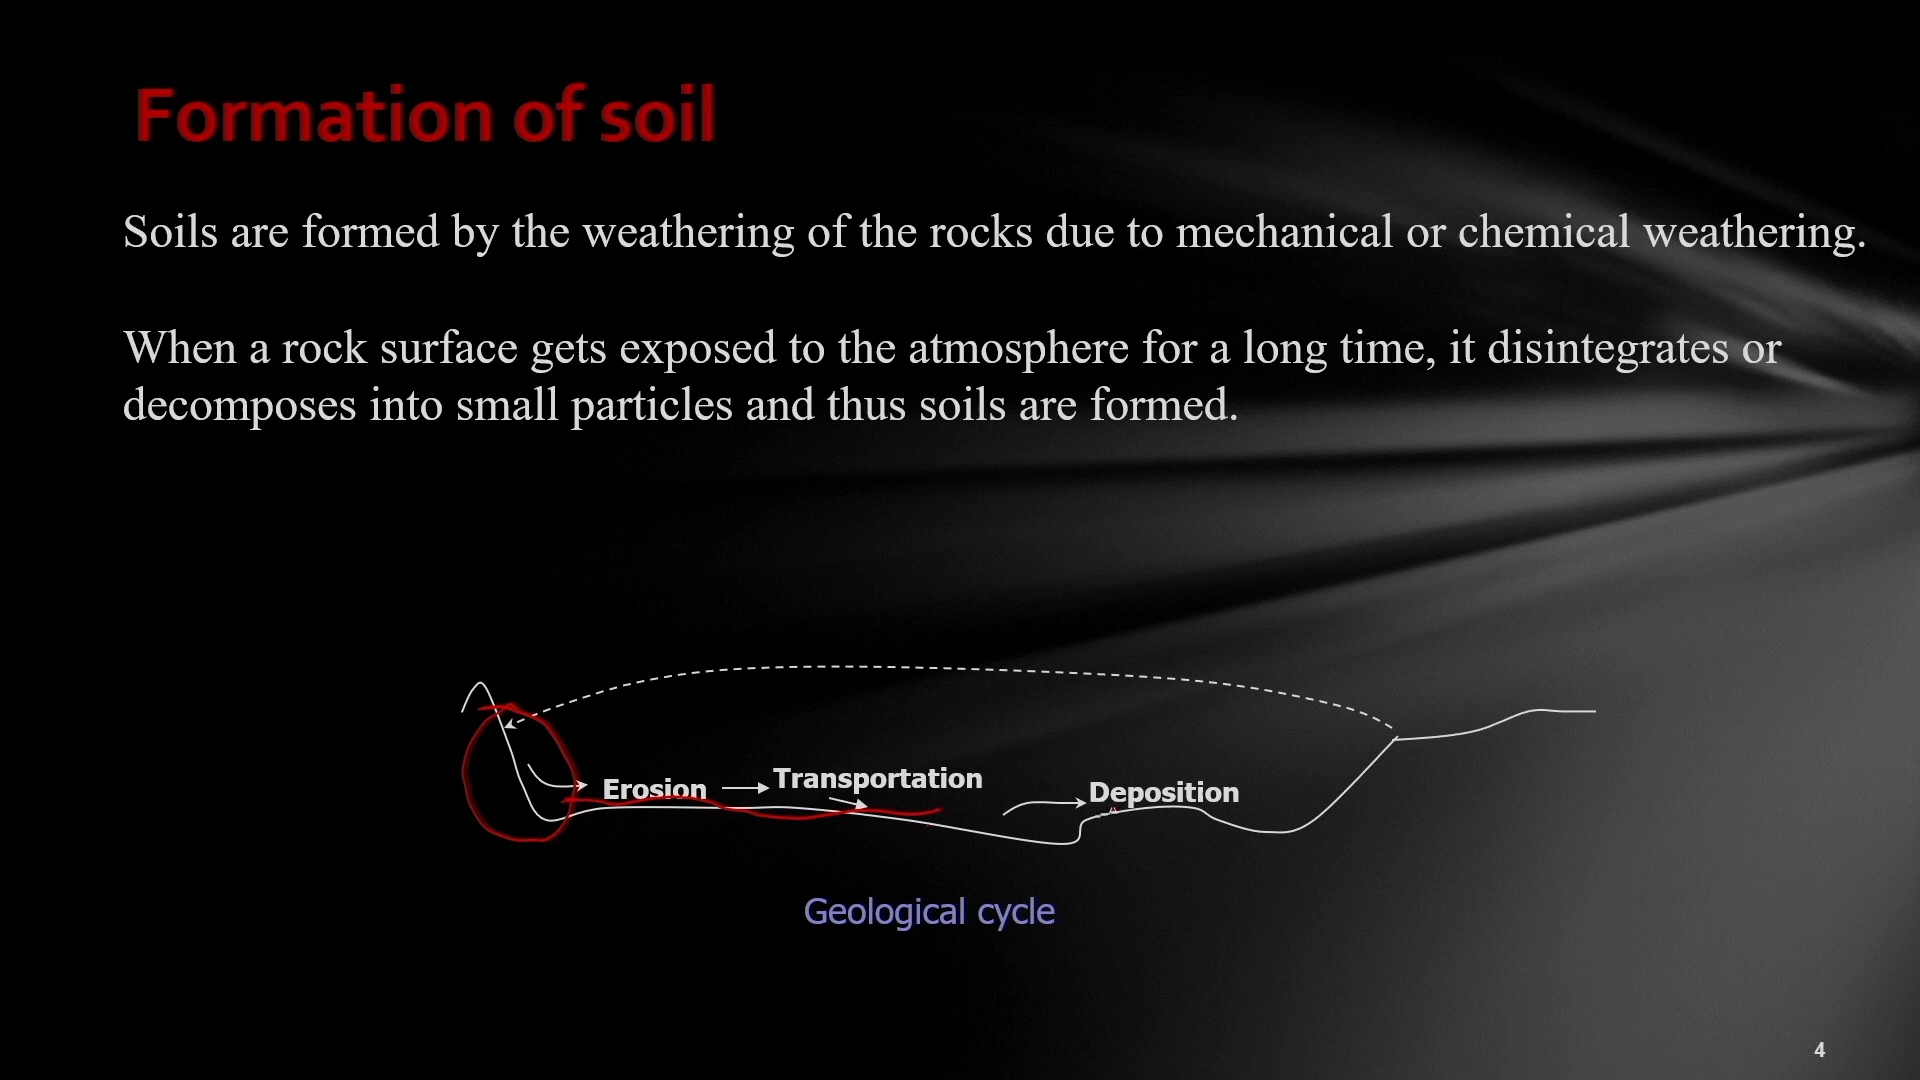 Formation of soil
Soils are formed by the weathering of the rocks due to mechanical or chemical weathering.
When a rock surface gets exposed to the atmosphere for a long time, it disintegrates or
decomposes into small particles and thus soils are formed.
Erosion
Transportation
Deposition
Geological cycle
4